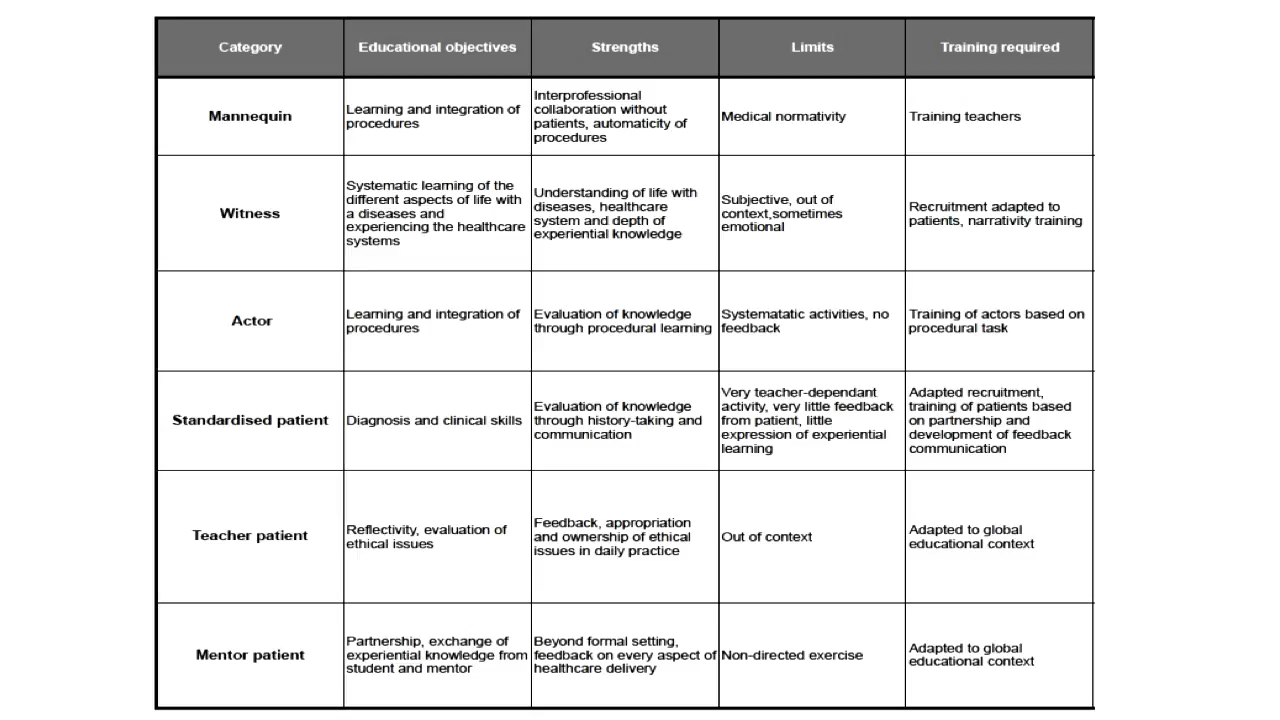 Category Educational objectives Strengths Limits Training required
Mannequin
Learning and integration of
procedures
Interprofessional
collaboration without
patients, automaticity of
procedures
Medical normativity
Training teachers
Witness
Systematic learning of the
different aspects of life with
a diseases and
experiencing the healthcare
systems
Understanding of life with
diseases, healthcare
system and depth of
experiential knowledge
Subjective, out of
context,sometimes
emotional
Recruitment adapted to
patients, narrativity training
Actor
Learning and integration of
procedures
Evaluation of knowledge
through procedural learning
Systematatic activities, no
feedback
Training of actors based on
procedural task
Standardised patient
Diagnosis and clinical skills
Evaluation of knowledge
through history-taking and
communication
Very teacher-dependant
activity, very little feedback
from patient, little
expression of experiential
learning
Adapted recruitment,
training of patients based
on partnership and
development of feedback
communication
Teacher patient
Reflectivity, evaluation of
ethical issues
Feedback, appropriation
and ownership of ethical
issues in daily practice
Out of context
Adapted to global
educational context
Mentor patient
Partnership, exchange of
experiential knowledge from
student and mentor
Beyond formal setting,
feedback on every aspect of
healthcare delivery
Non-directed exercise
Adapted to global
educational context